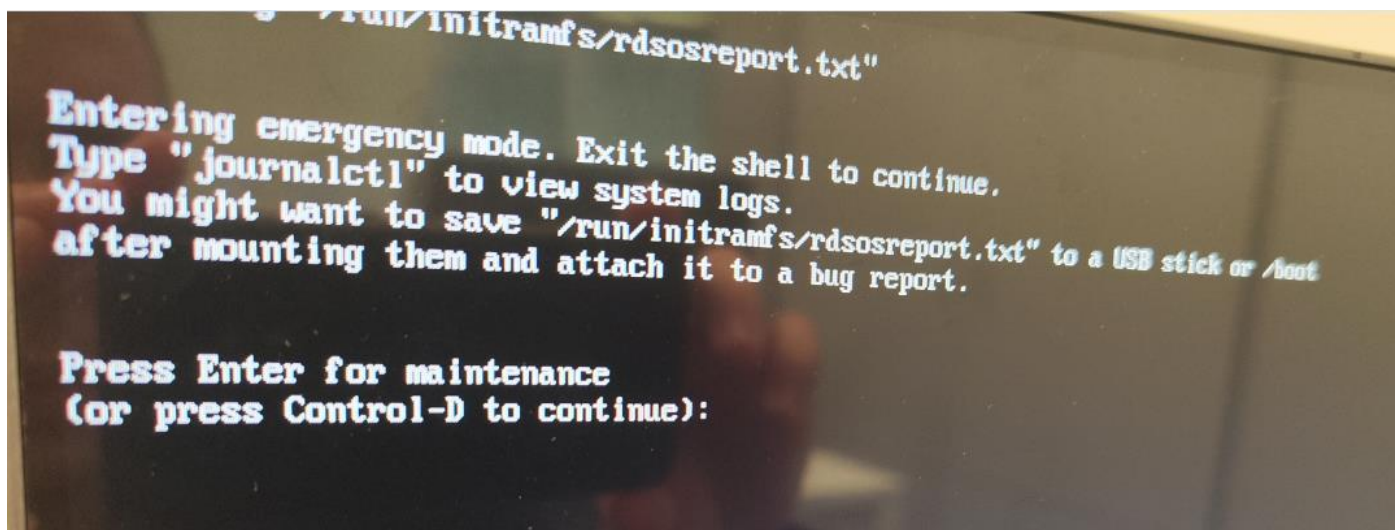 "/run/initramfs/rdsosreport.txt"
Entering emergency mode. Exit the shell to continue.
Type "journalctl" to view system logs.
You might want to save "/run/initramfs/rdsosreport.txt" to a USB stick or /boot
after mounting them and attach it to a bug report.
Press Enter for maintenance
(or press Control-D to continue):